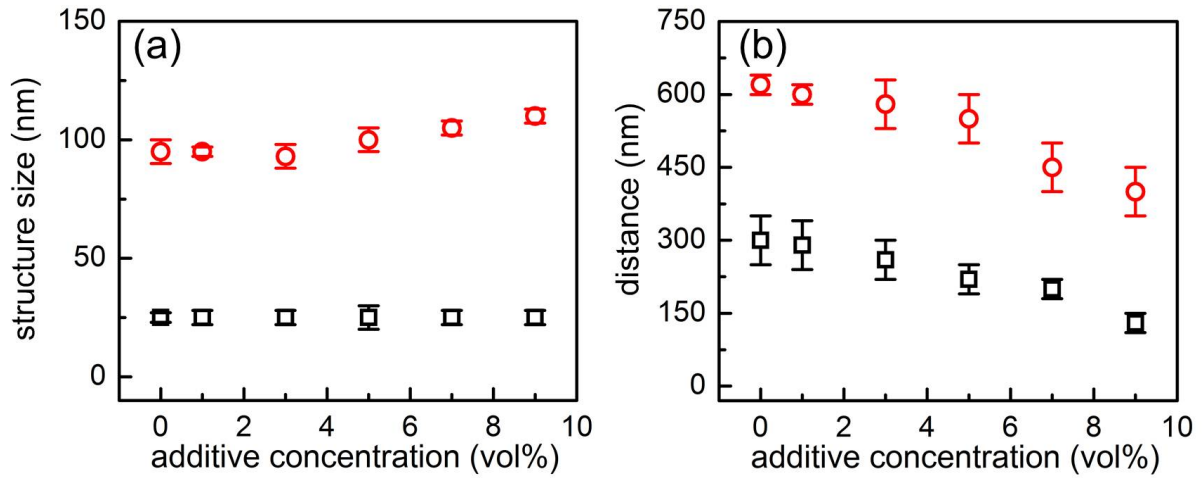 (a)
structure size (nm)
150
100
50
0
0 2 4 6 8 10
additive concentration (vol%)
(b)
distance (nm)
750
600
450
300
150
0
0 2 4 6 8 10
additive concentration (vol%)